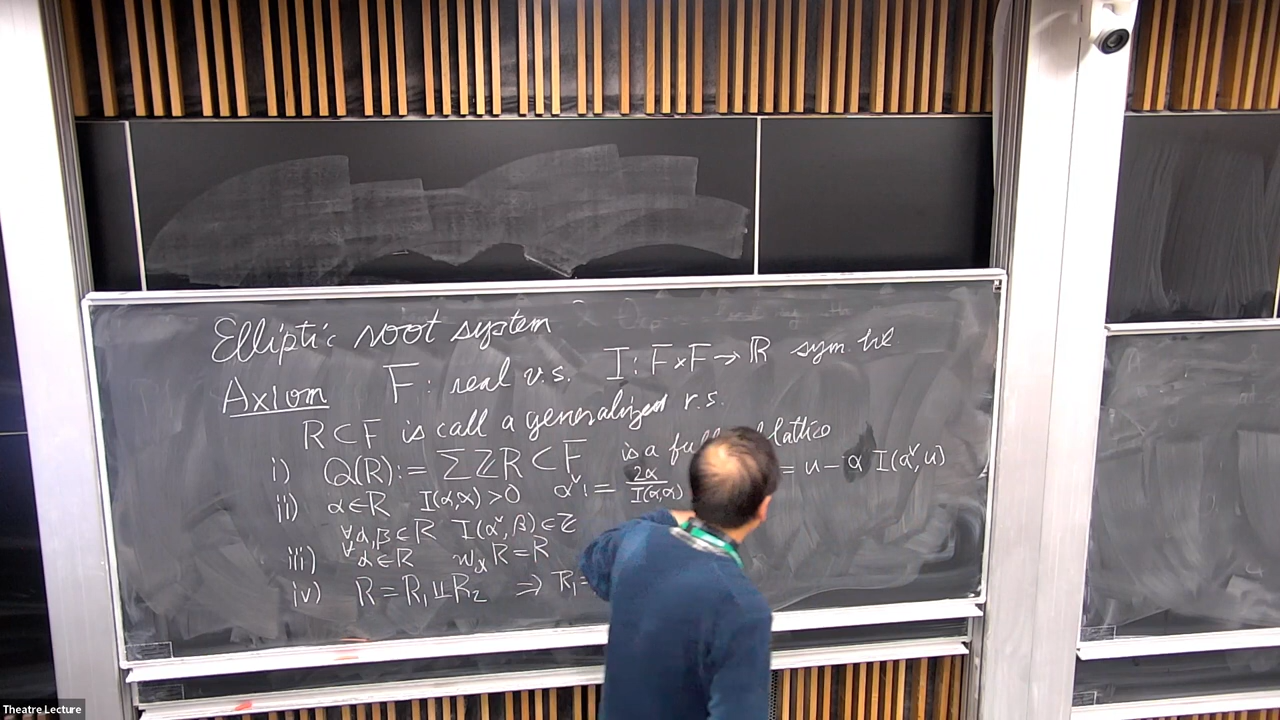 Elliptic root system
Axiom F : real v.s. I : F×F → ℝ sym
R ⊂ F is call a generalized r.s.
i) Q(R) := ΣℤR ⊂ F is a full lattice
ii) α∈R I(α,α)>0 α^∨ := 2α/I(α,α) = u − α I(α^∨,u)
∀α,β∈R I(α^∨,β)∈ℤ
iii) ∀α∈R w_α R=R
iv) R=R₁⨿R₂ ⇒ R₁=
Theatre Lecture